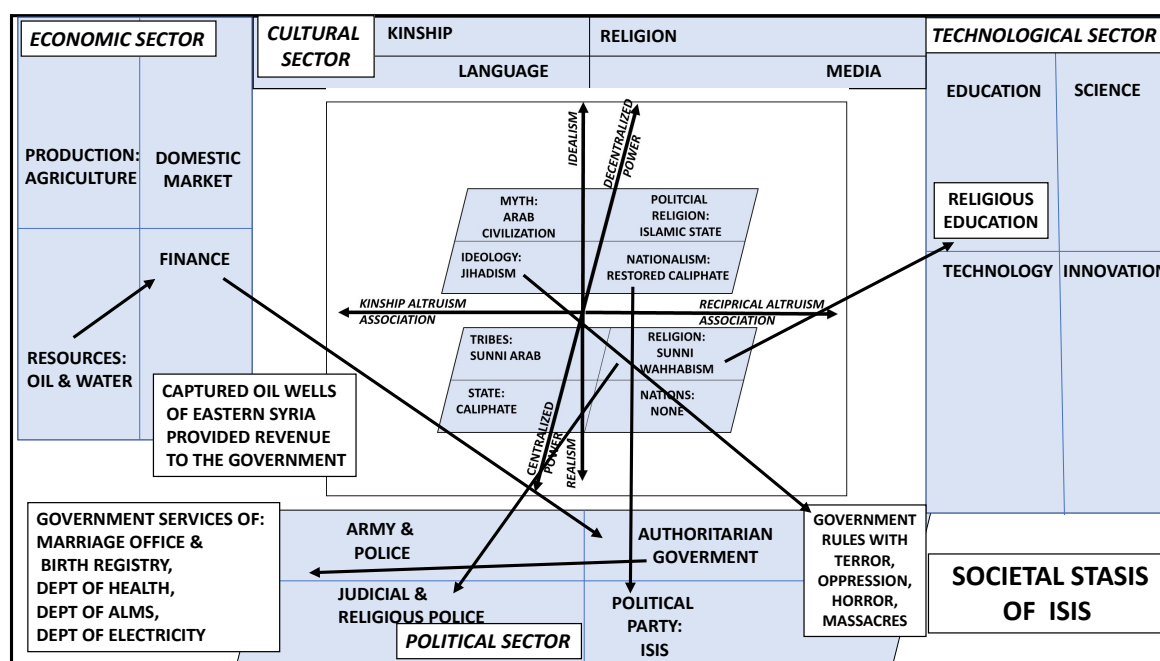 ECONOMIC SECTOR
CULTURAL
SECTOR
KINSHIP
RELIGION
LANGUAGE
MEDIA
TECHNOLOGICAL SECTOR
EDUCATION
SCIENCE
PRODUCTION:
AGRICULTURE
DOMESTIC
MARKET
FINANCE
RESOURCES:
OIL & WATER
CAPTURED OIL WELLS
OF EASTERN SYRIA
PROVIDED REVENUE
TO THE GOVERNMENT
IDEALISM
DECENTRALIZED
POWER
MYTH:
ARAB
CIVILIZATION
POLITCIAL
RELIGION:
ISLAMIC STATE
IDEOLOGY:
JIHADISM
NATIONALISM:
RESTORED CALIPHATE
KINSHIP ALTRUISM
ASSOCIATION
RECIPRICAL ALTRUISM
ASSOCIATION
TRIBES:
SUNNI ARAB
RELIGION:
SUNNI
WAHHABISM
STATE:
CALIPHATE
NATIONS:
NONE
CENTRALIZED
POWER
REALISM
RELIGIOUS
EDUCATION
TECHNOLOGY
INNOVATION
GOVERNMENT SERVICES OF:
MARRIAGE OFFICE &
BIRTH REGISTRY,
DEPT OF HEALTH,
DEPT OF ALMS,
DEPT OF ELECTRICITY
ARMY &
POLICE
AUTHORITARIAN
GOVERMENT
JUDICIAL &
RELIGIOUS POLICE
POLITICAL
PARTY:
ISIS
POLITICAL SECTOR
GOVERNMENT
RULES WITH
TERROR,
OPPRESSION,
HORROR,
MASSACRES
SOCIETAL STASIS
OF ISIS